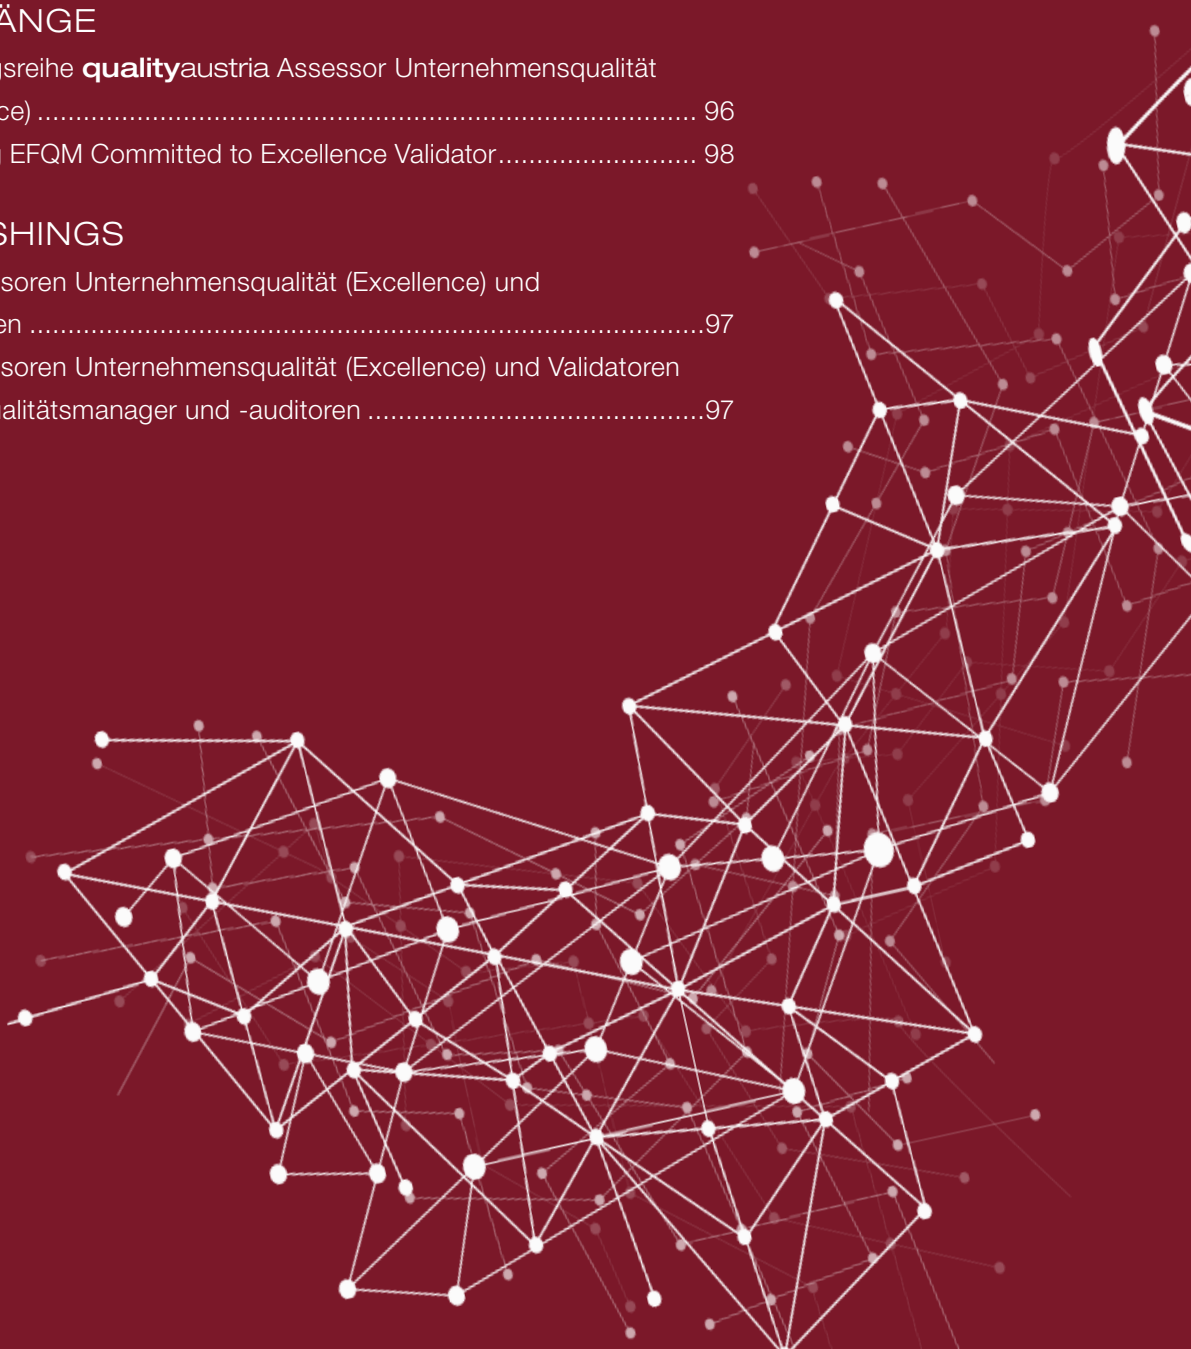 ÄNGE
gsreihe qualityaustria Assessor Unternehmensqualität
ce) ...................................................................................... 96
g EFQM Committed to Excellence Validator.......................... 98
SHINGS
soren Unternehmensqualität (Excellence) und
en ........................................................................................97
soren Unternehmensqualität (Excellence) und Validatoren
alitätsmanager und -auditoren ............................................97